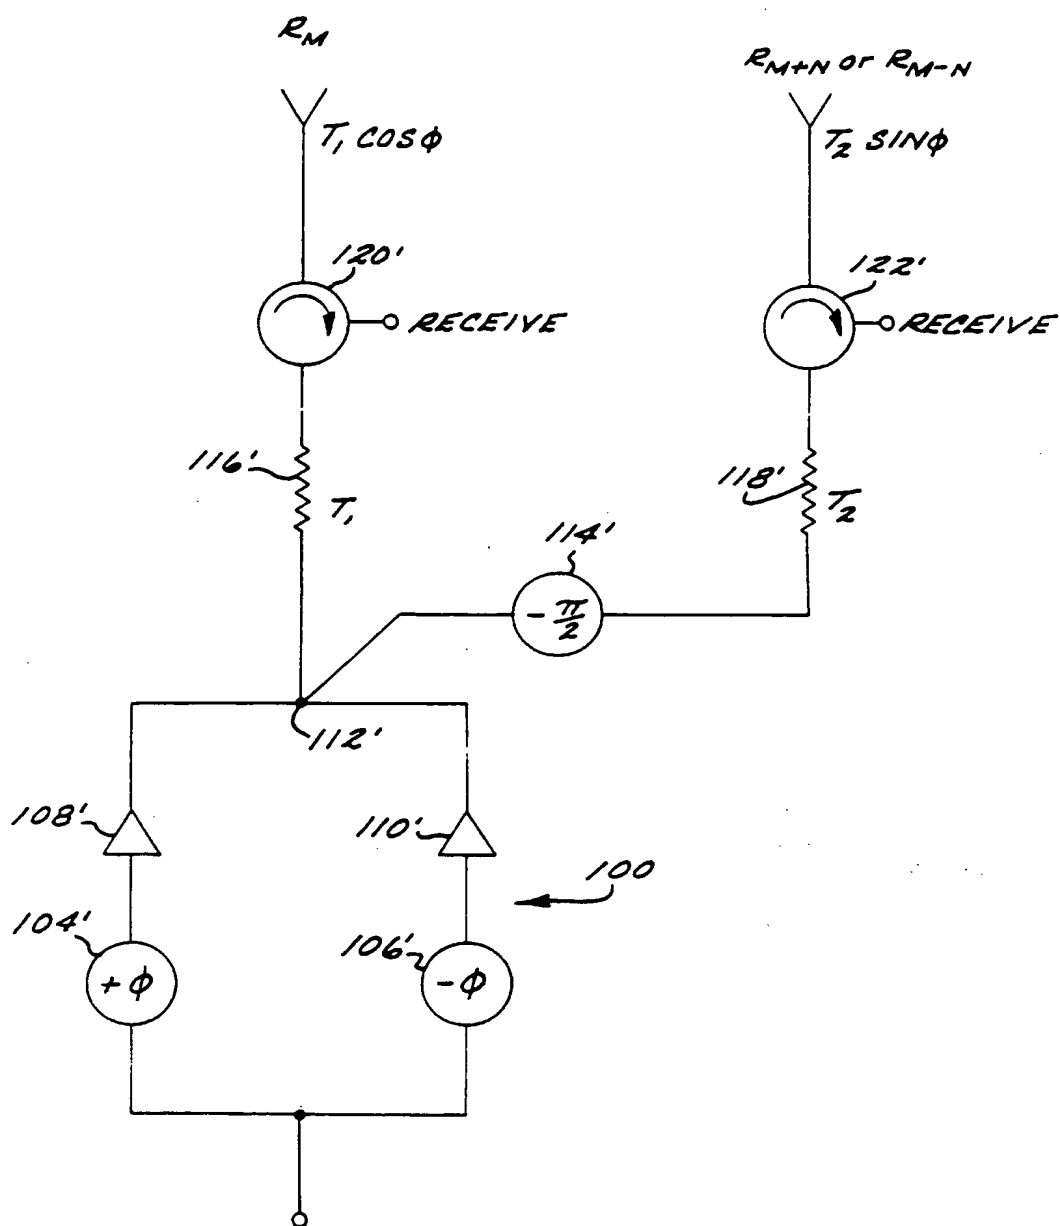 R_M
R_M+N or R_M-N
T_1 COSφ
T_2 SINφ
120'
122'
RECEIVE
RECEIVE
116'
T_1
118'
T_2
114'
- π/2
112'
108'
110'
100
104'
106'
+φ
-φ